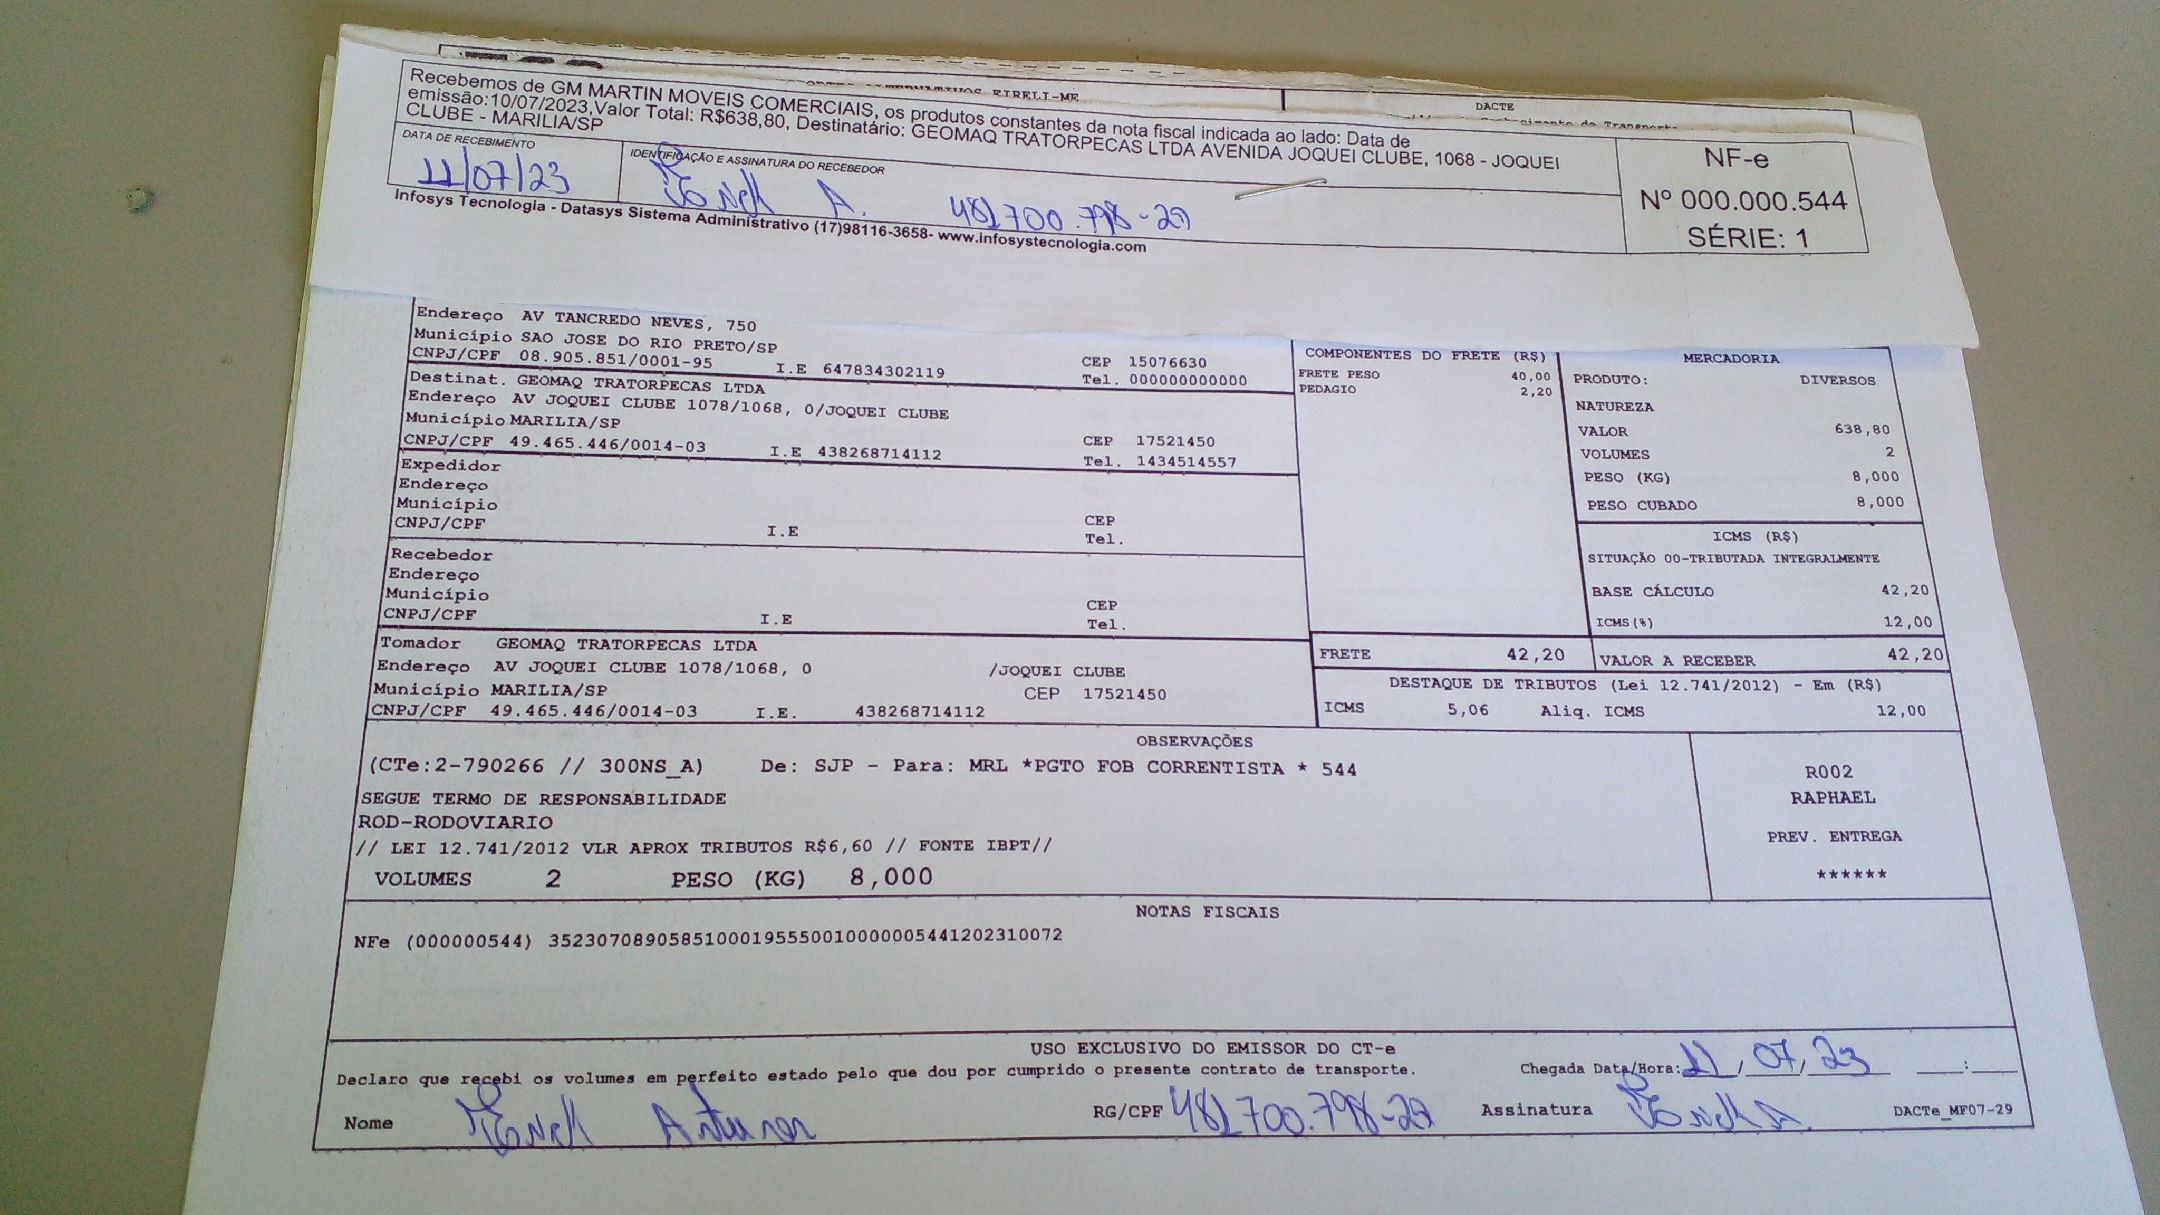 EIRELI-ME
DACTE
Recebemos de GM MARTIN MOVEIS COMERCIAIS, os produtos constantes da nota fiscal indicada ao lado: Data de
emissão:10/07/2023,Valor Total: R$638,80, Destinatário: GEOMAQ TRATORPECAS LTDA AVENIDA JOQUEI CLUBE, 1068 - JOQUEI
CLUBE - MARILIA/SP
DATA DE RECEBIMENTO
11/07/23
IDENTIFICAÇÃO E ASSINATURA DO RECEBEDOR
A. 481700.798-29
NF-e
Nº 000.000.544
SÉRIE: 1
Infosys Tecnologia - Datasys Sistema Administrativo (17)98116-3658- www.infosystecnologia.com
Endereço AV TANCREDO NEVES, 750
Município SAO JOSE DO RIO PRETO/SP
CNPJ/CPF 08.905.851/0001-95 I.E 647834302119 CEP 15076630
Tel. 000000000000
Destinat. GEOMAQ TRATORPECAS LTDA
Endereço AV JOQUEI CLUBE 1078/1068, 0/JOQUEI CLUBE
Município MARILIA/SP
CNPJ/CPF 49.465.446/0014-03 I.E 438268714112 CEP 17521450
Tel. 1434514557
Expedidor
Endereço
Município
CNPJ/CPF I.E CEP
Tel.
Recebedor
Endereço
Município
CNPJ/CPF I.E CEP
Tel.
Tomador GEOMAQ TRATORPECAS LTDA
Endereço AV JOQUEI CLUBE 1078/1068, 0 /JOQUEI CLUBE
Município MARILIA/SP CEP 17521450
CNPJ/CPF 49.465.446/0014-03 I.E. 438268714112
COMPONENTES DO FRETE (R$)
FRETE PESO 40,00
PEDAGIO 2,20
MERCADORIA
PRODUTO: DIVERSOS
NATUREZA
VALOR 638,80
VOLUMES 2
PESO (KG) 8,000
PESO CUBADO 8,000
ICMS (R$)
SITUAÇÃO 00-TRIBUTADA INTEGRALMENTE
BASE CÁLCULO 42,20
ICMS(%) 12,00
FRETE 42,20 VALOR A RECEBER 42,20
DESTAQUE DE TRIBUTOS (Lei 12.741/2012) - Em (R$)
ICMS 5,06 Aliq. ICMS 12,00
OBSERVAÇÕES
(CTe:2-790266 // 300NS_A) De: SJP - Para: MRL *PGTO FOB CORRENTISTA * 544
SEGUE TERMO DE RESPONSABILIDADE
ROD-RODOVIARIO
// LEI 12.741/2012 VLR APROX TRIBUTOS R$6,60 // FONTE IBPT//
VOLUMES 2 PESO (KG) 8,000
R002
RAPHAEL
PREV. ENTREGA
******
NOTAS FISCAIS
NFe (000000544) 35230708905851000195550010000005441202310072
USO EXCLUSIVO DO EMISSOR DO CT-e
Declaro que recebi os volumes em perfeito estado pelo que dou por cumprido o presente contrato de transporte.
Chegada Data/Hora: 11/07/23 ____:____
Nome RG/CPF 481700.798-29 Assinatura
DACTe_MF07-29